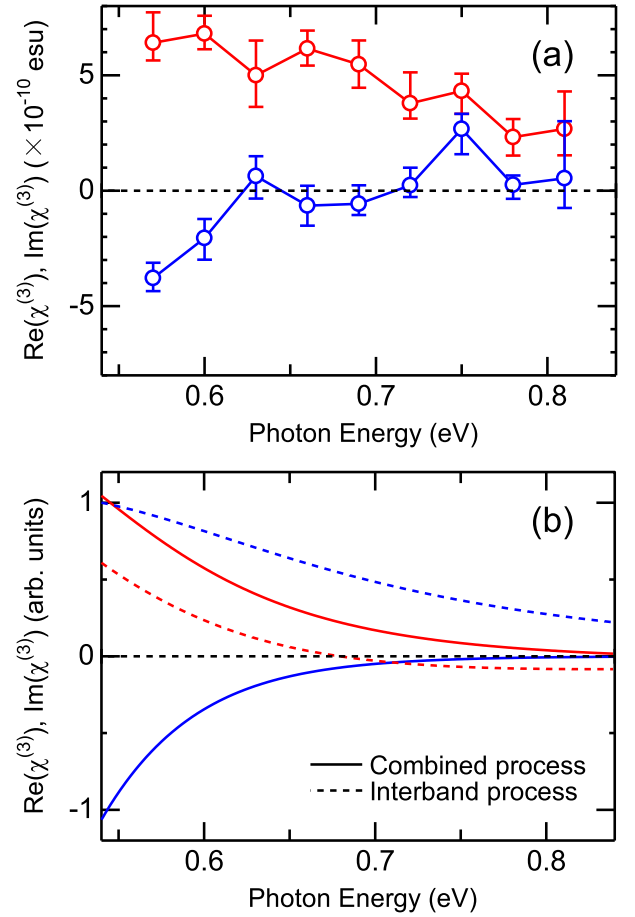 (a)
Re(χ(3)), Im(χ(3)) (×10-10 esu)
5
0
-5
0.6 0.7 0.8
Photon Energy (eV)
(b)
Re(χ(3)), Im(χ(3)) (arb. units)
1
0
-1
Combined process
Interband process
0.6 0.7 0.8
Photon Energy (eV)